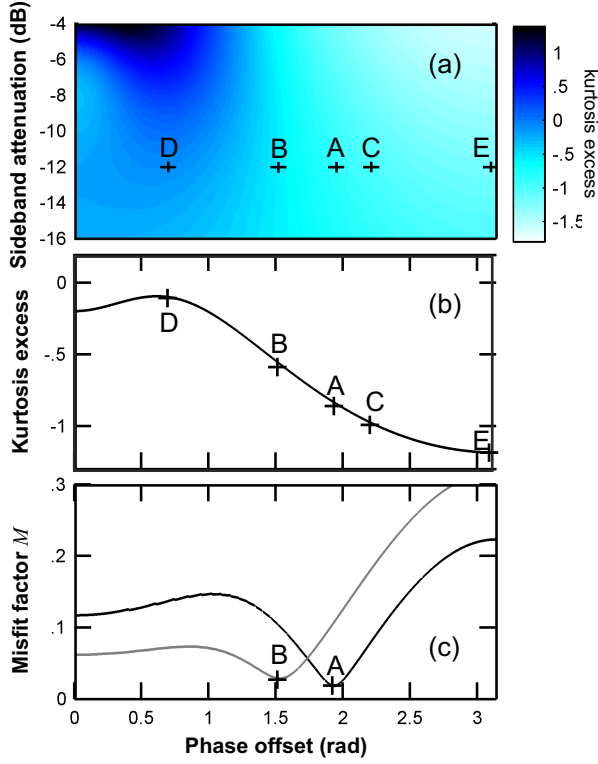 Sideband attenuation (dB)
-4
-6
-8
-10
-12
-14
-16
(a)
D
B
A
C
E
1
.5
0
-.5
-1
-1.5
kurtosis excess
Kurtosis excess
0
-.5
-1
(b)
D
B
A
C
E
Misfit factor M
.3
.2
.1
0
(c)
B
A
0
0.5
1
1.5
2
2.5
3
Phase offset (rad)